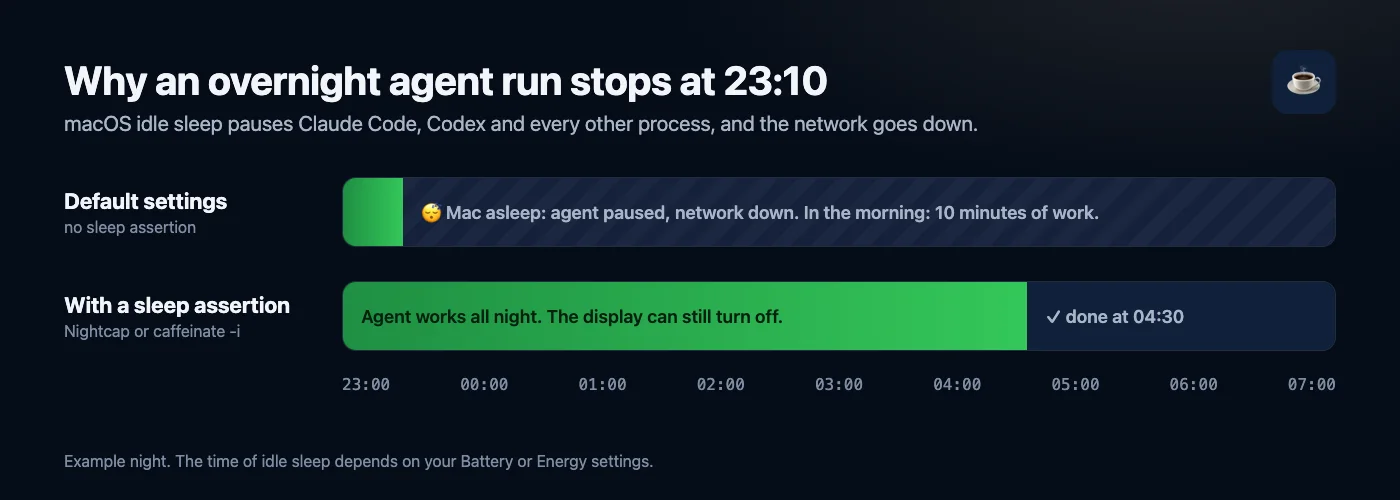 Why an overnight agent run stops at 23:10
macOS idle sleep pauses Claude Code, Codex and every other process, and the network goes down.
Default settings
no sleep assertion
😴 Mac asleep: agent paused, network down. In the morning: 10 minutes of work.
With a sleep assertion
Nightcap or caffeinate -i
Agent works all night. The display can still turn off.
✓ done at 04:30
23:00 00:00 01:00 02:00 03:00 04:00 05:00 06:00 07:00
Example night. The time of idle sleep depends on your Battery or Energy settings.